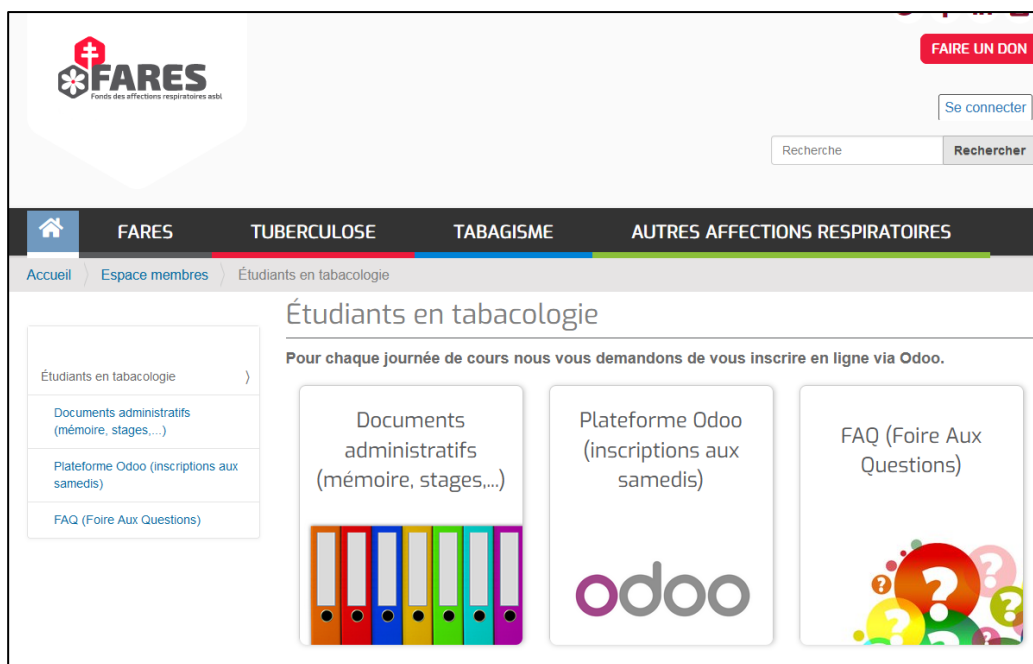 FARES
Fonds des affections respiratoires asbl
FAIRE UN DON
Se connecter
Recherche
Rechercher
FARES
TUBERCULOSE
TABAGISME
AUTRES AFFECTIONS RESPIRATOIRES
Accueil
Espace membres
Étudiants en tabacologie
Étudiants en tabacologie
Documents administratifs
(mémoire, stages,...)
Plateforme Odoo (inscriptions aux
samedis)
FAQ (Foire Aux Questions)
Étudiants en tabacologie
Pour chaque journée de cours nous vous demandons de vous inscrire en ligne via Odoo.
Documents
administratifs
(mémoire, stages,...)
Plateforme Odoo
(inscriptions aux
samedis)
odoo
FAQ (Foire Aux
Questions)
? ? ? ? ?